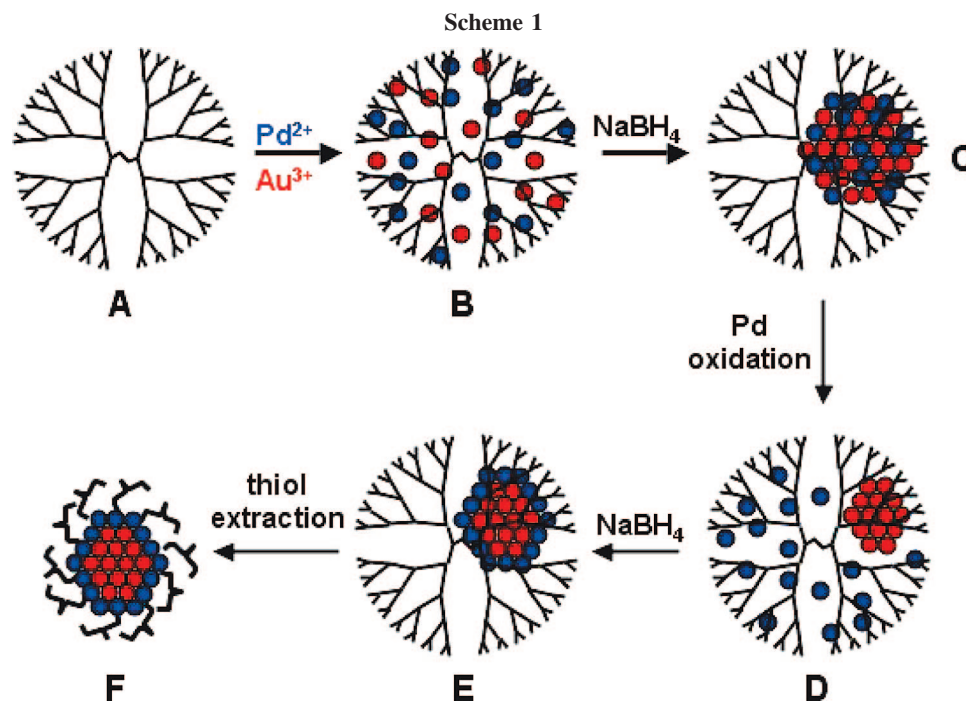 Scheme 1
Pd2+
Au3+
NaBH4
A
B
C
Pd
oxidation
thiol
extraction
NaBH4
F
E
D